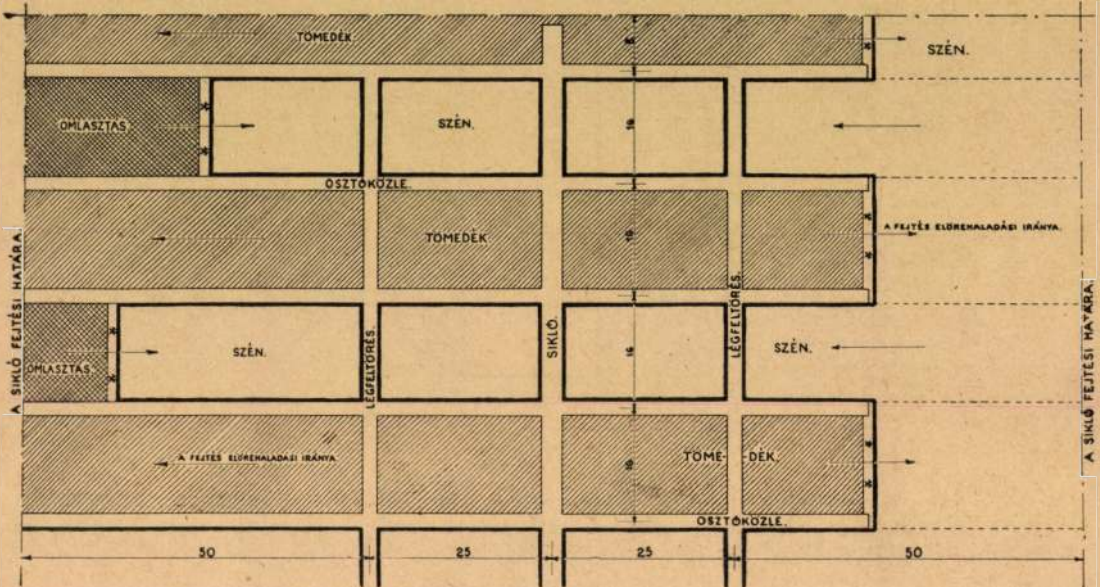 TÖMEDÉK
SZÉN.
OMLASZTÁS.
SZÉN.
16
OSZTÓKÖZLE.
TÖMEDÉK
16
A FEJTÉS ELŐREHALADÁSI IRÁNYA.
A SIKLÓ FEJTÉSI HATÁRA.
LÉGFELTÖRÉS.
SIKLÓ.
LÉGFELTÖRÉS.
A SIKLÓ FEJTÉSI HATÁRA.
OMLASZTÁS.
SZÉN.
16
SZÉN.
A FEJTÉS ELŐREHALADÁSI IRÁNYA
TÖME- DÉK.
16
OSZTÓKÖZLE.
50 25 25 50